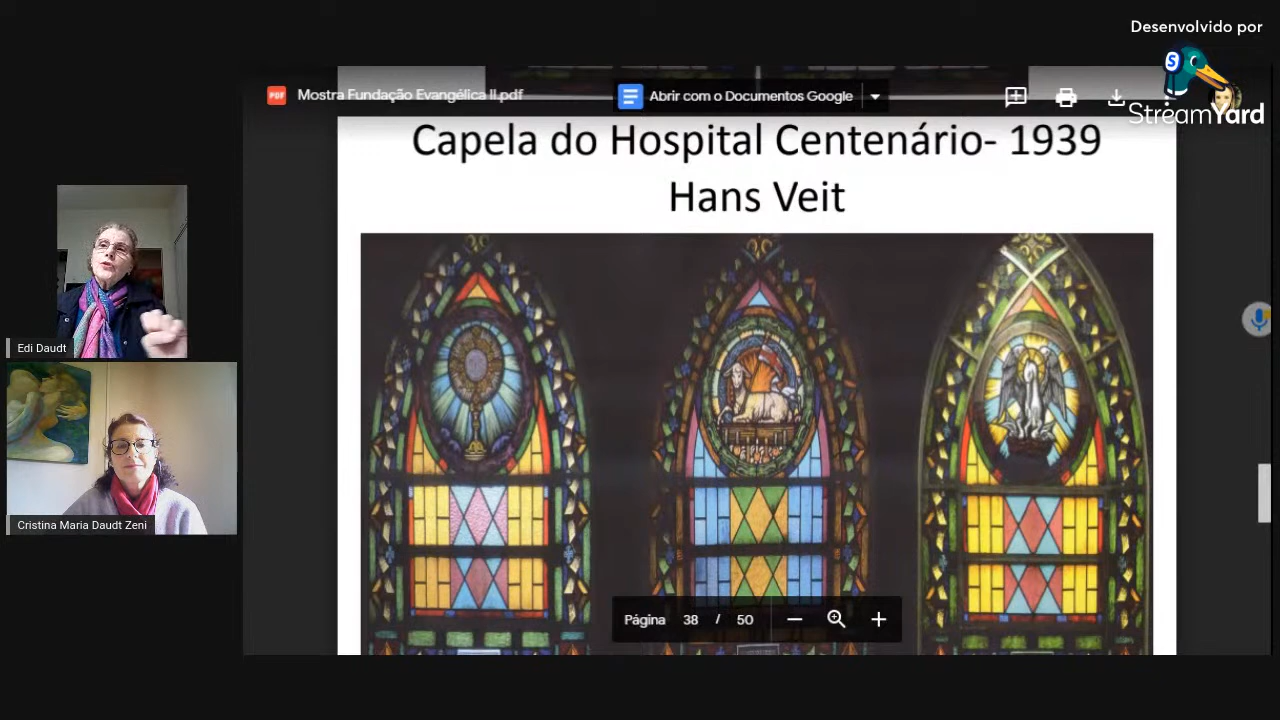 Desenvolvido por
StreamYard
PDF
Mostra Fundação Evangélica II.pdf
Abrir com o Documentos Google
Capela do Hospital Centenário- 1939
Hans Veit
Edi Daudt
Cristina Maria Daudt Zeni
Página 38 / 50